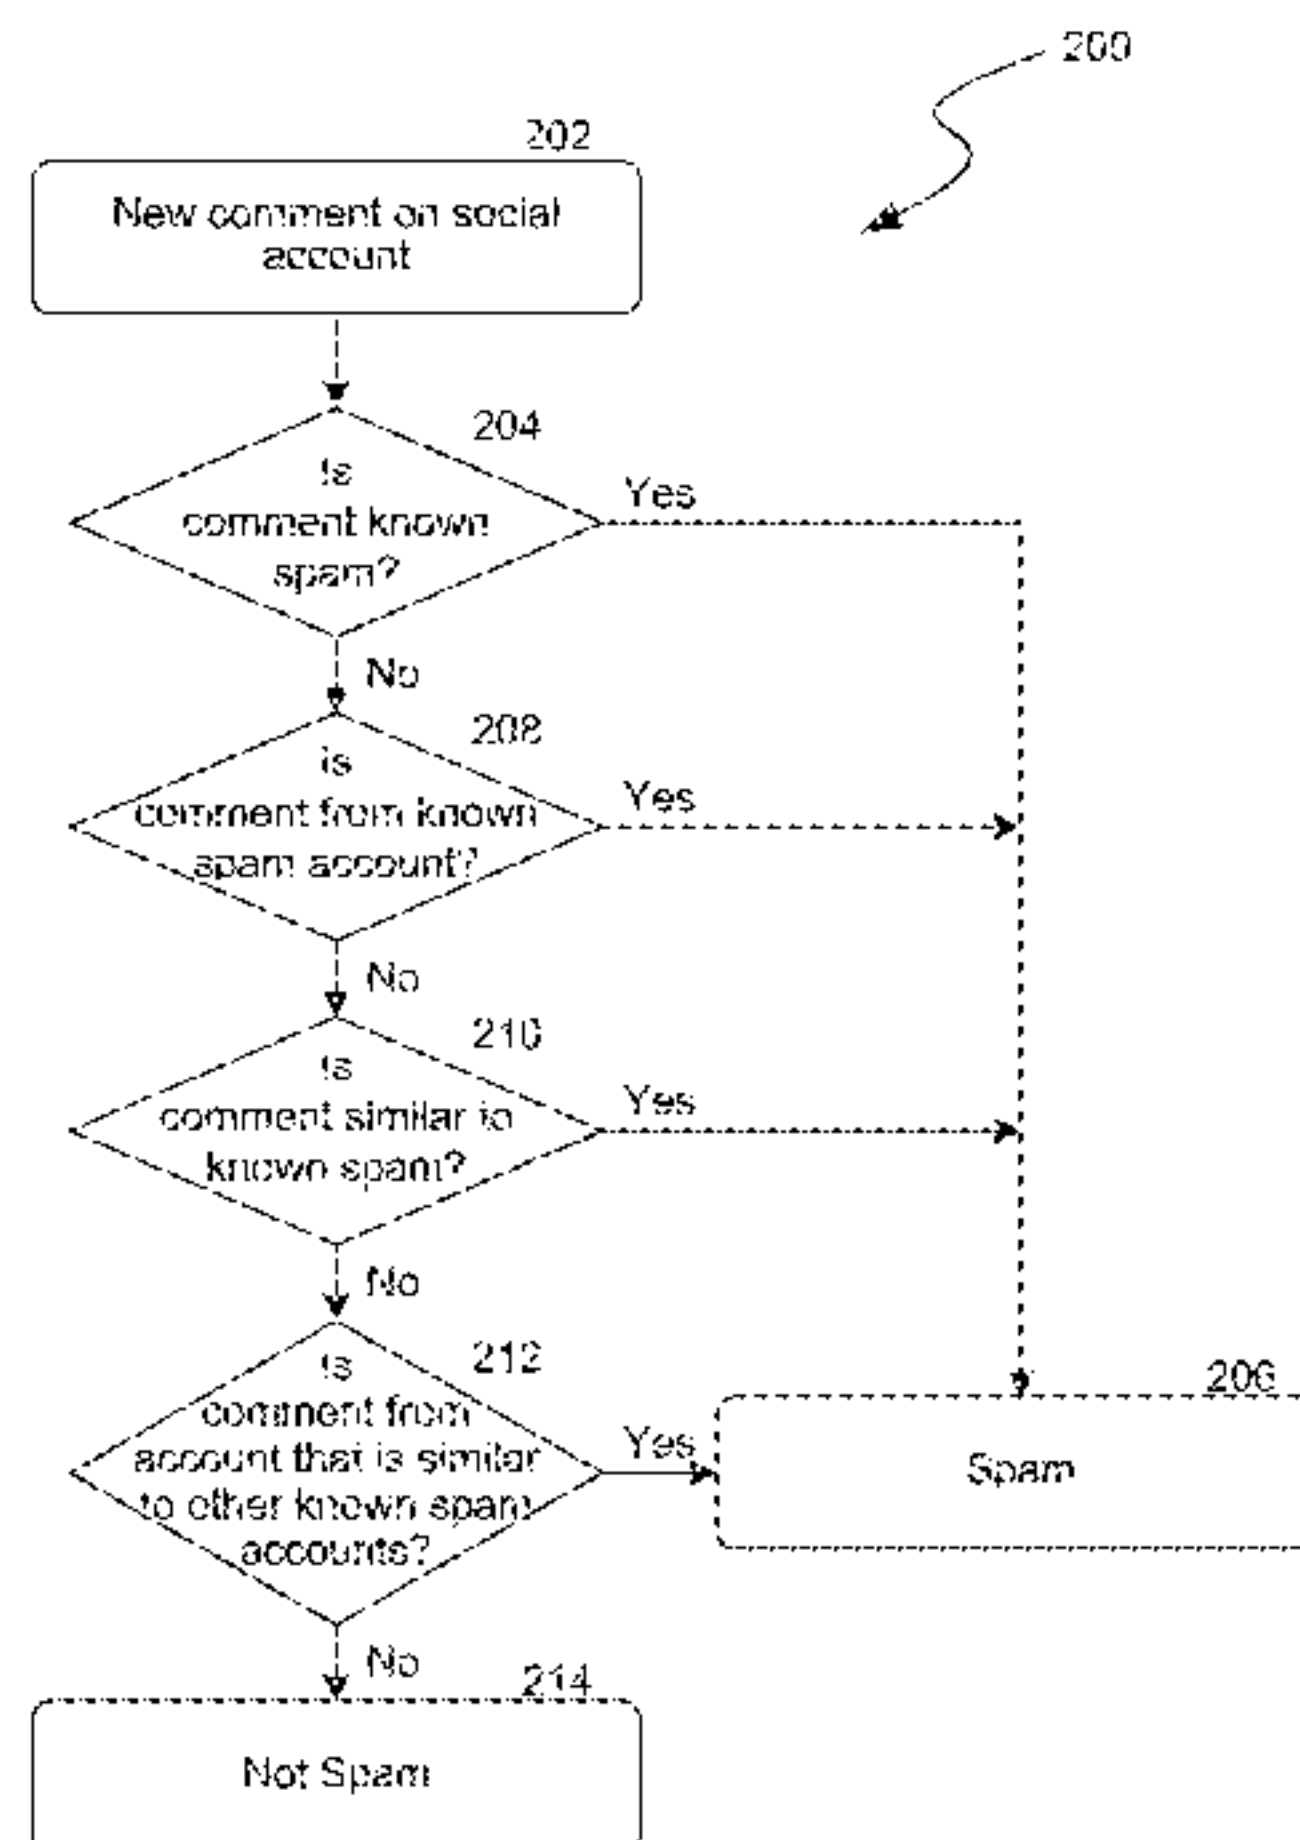 200
202
New comment on social
account
204
Is
comment known
spam?
Yes
No
208
is
comment from known
spam account?
Yes
No
210
Is
comment similar to
known spam?
Yes
No
212
Is
comment from
account that is similar
to other known spam
accounts?
Yes
206
Spam
No
214
Not Spam